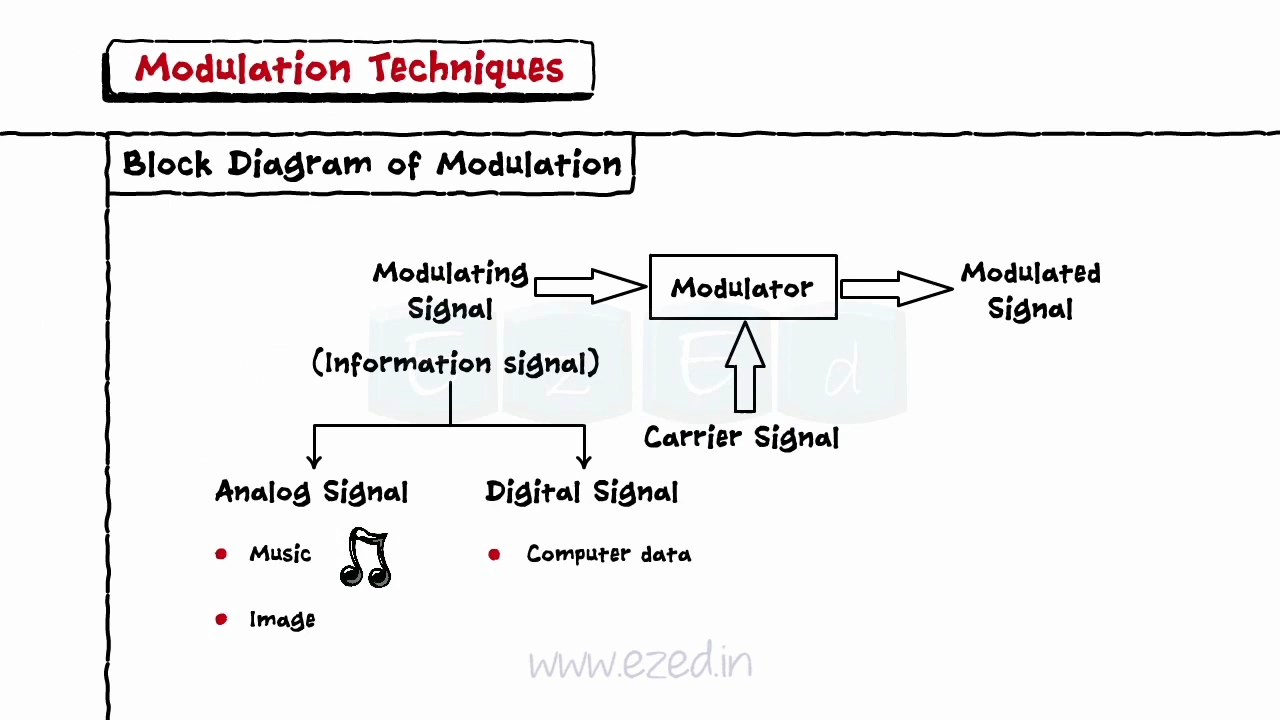 Modulation Techniques
Block Diagram of Modulation
Modulating
Signal
Modulator
Modulated
Signal
(Information signal)
Carrier Signal
Analog Signal
Digital Signal
Music
Computer data
Image
E z E d
www.ezed.in